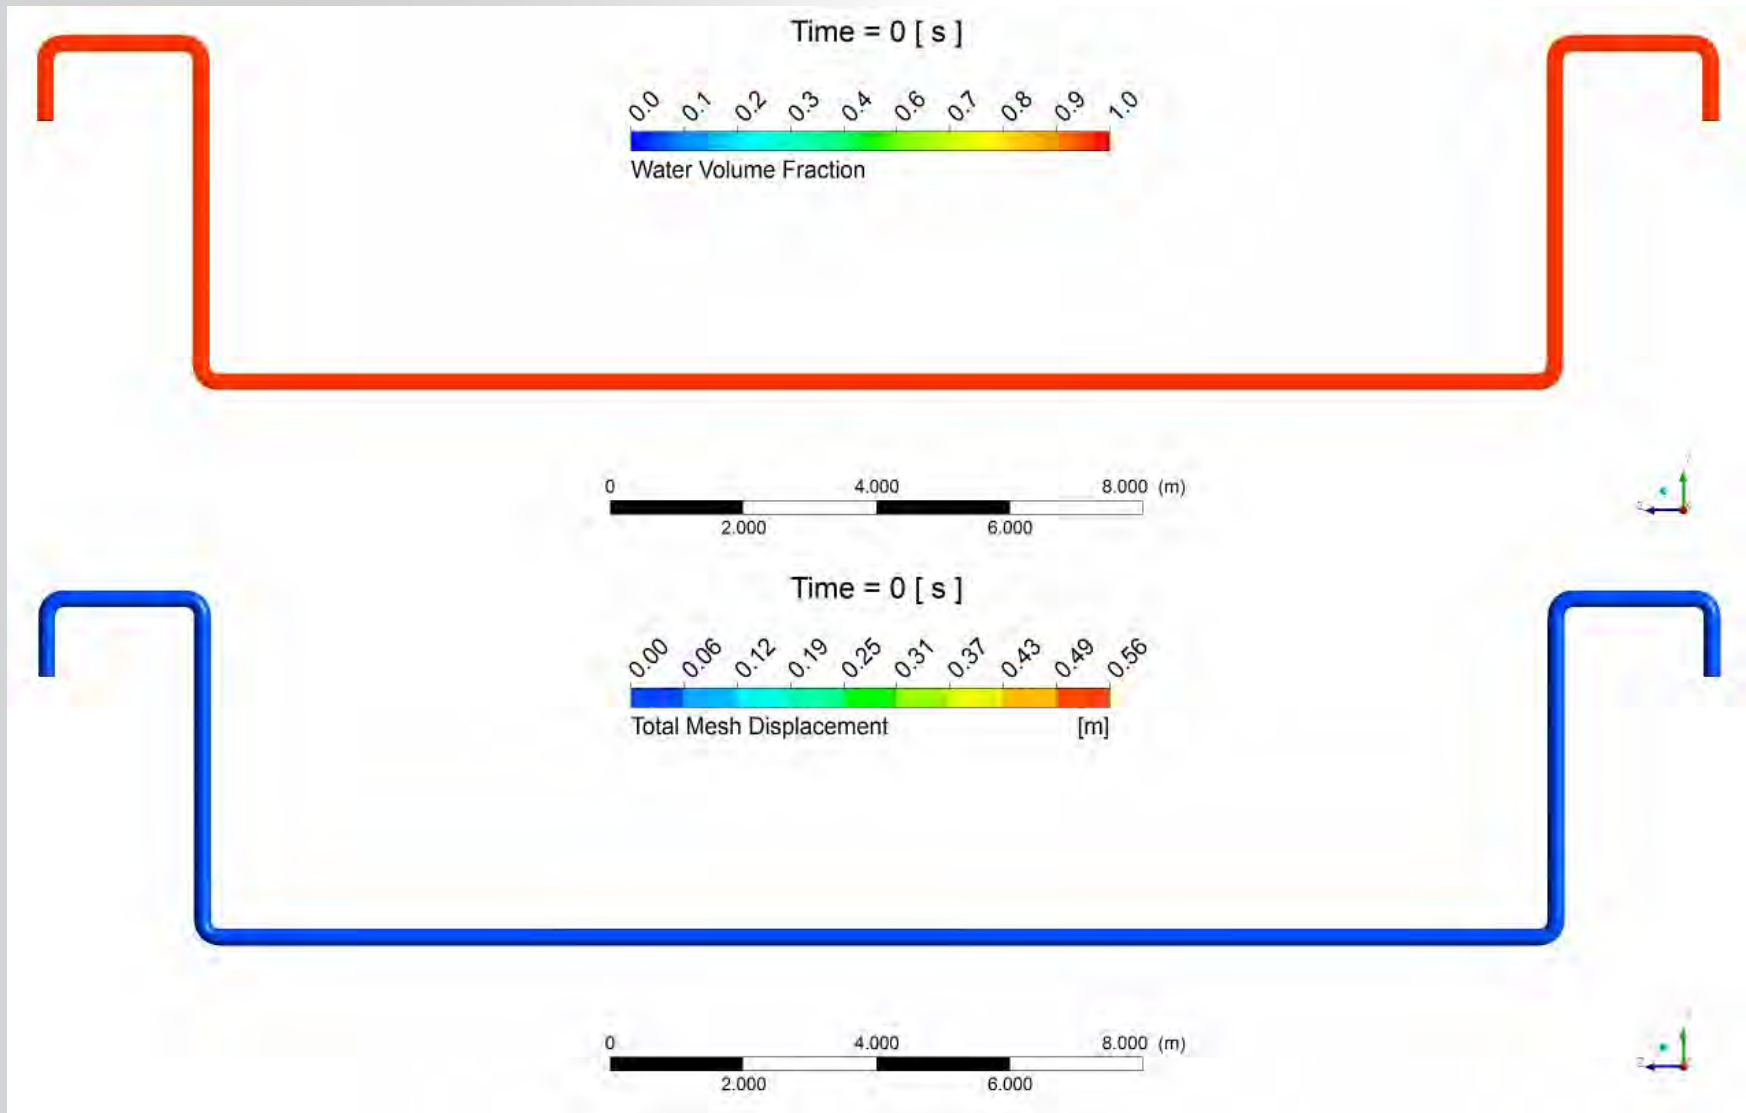 Time = 0 [ s ]
0.0 0.1 0.2 0.3 0.4 0.6 0.7 0.8 0.9 1.0
Water Volume Fraction
0 4.000 8.000 (m)
2.000 6.000
Time = 0 [ s ]
0.00 0.06 0.12 0.19 0.25 0.31 0.37 0.43 0.49 0.56
Total Mesh Displacement [m]
0 4.000 8.000 (m)
2.000 6.000